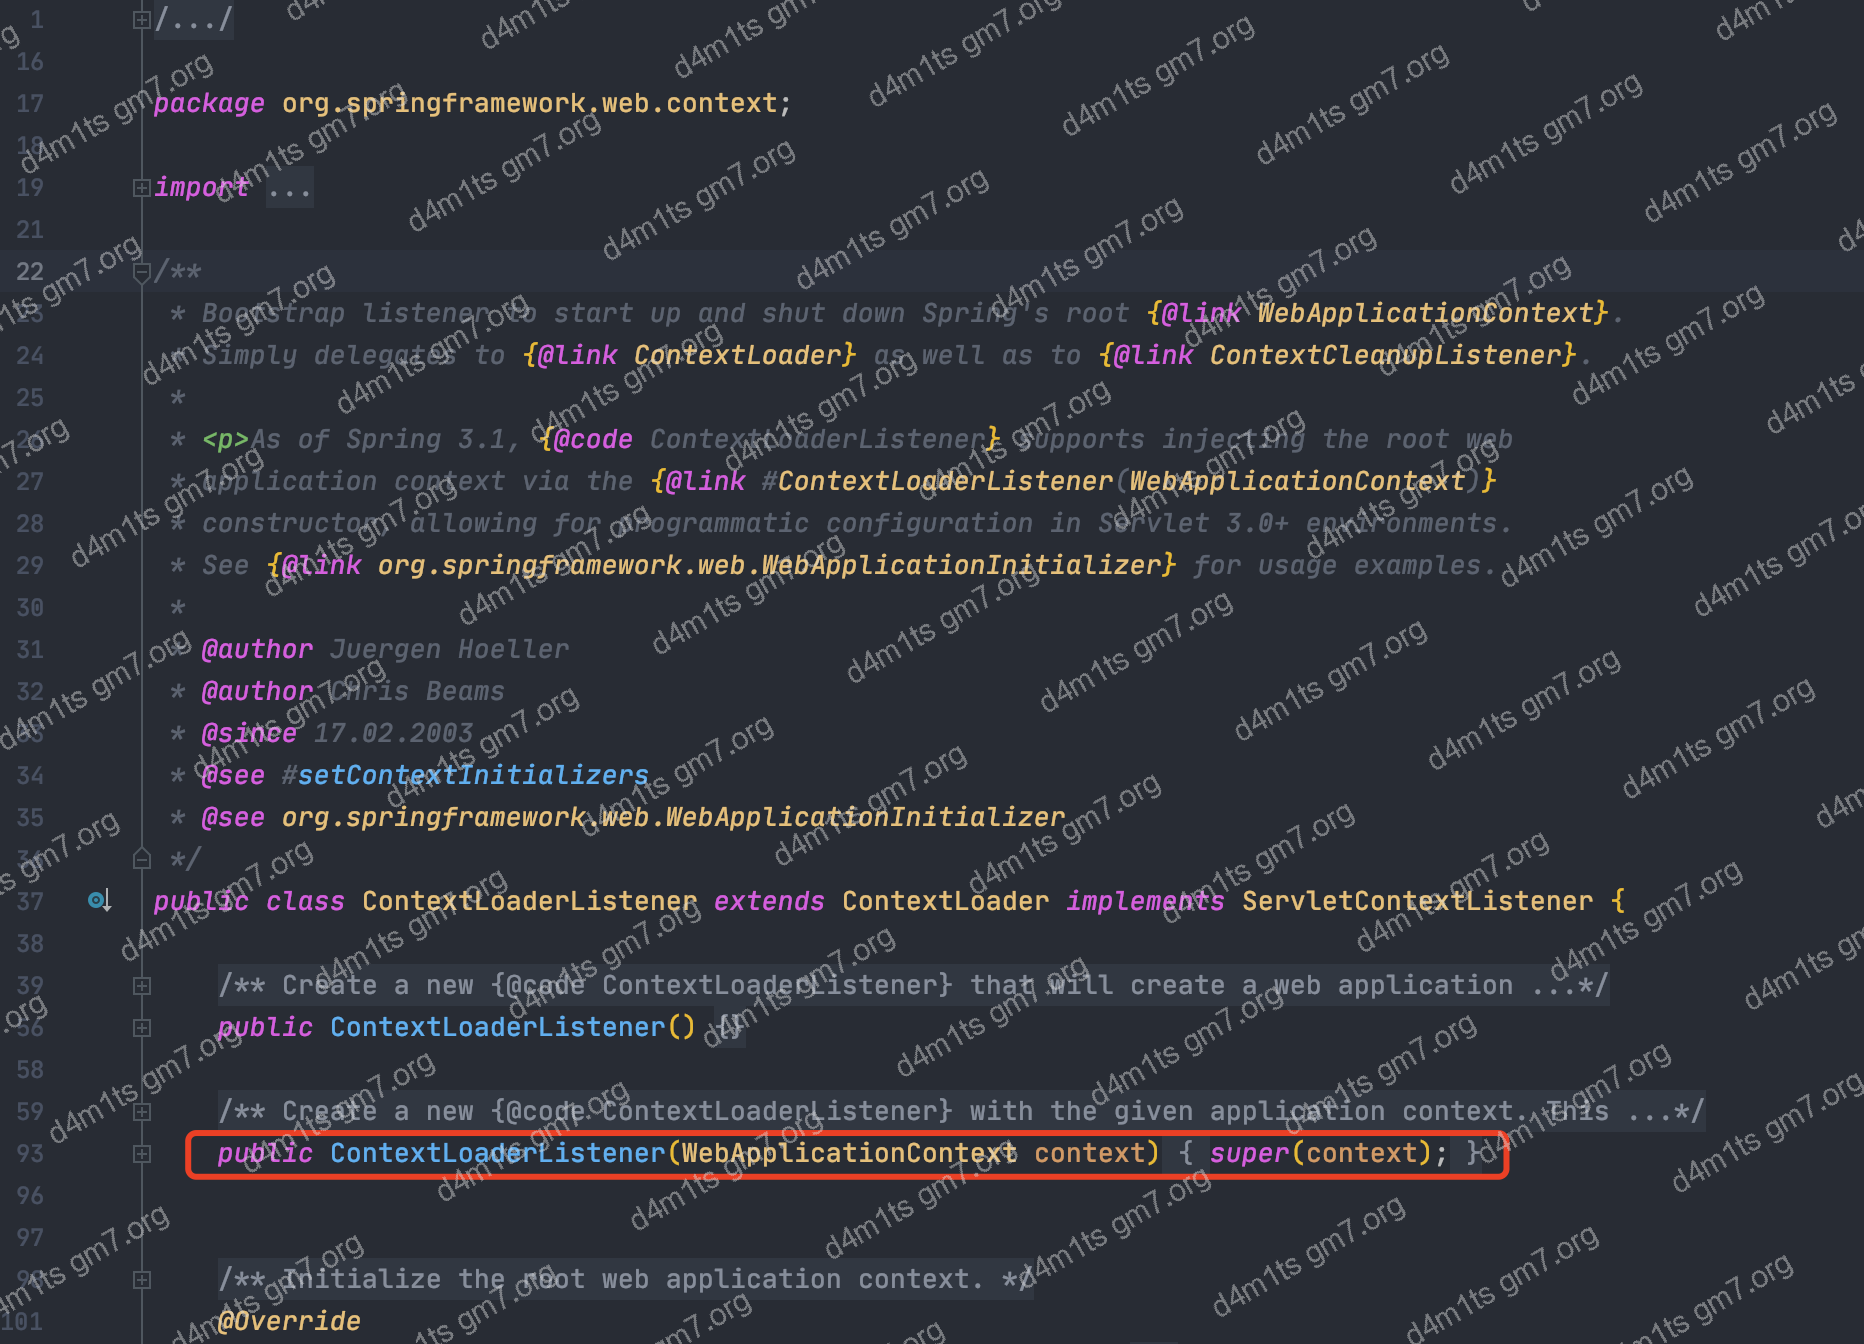 1 /.../
16
17 package org.springframework.web.context;
18
19 import ...
21
22 /**
23 * Bootstrap listener to start up and shut down Spring's root {@link WebApplicationContext}.
24 * Simply delegates to {@link ContextLoader} as well as to {@link ContextCleanupListener}.
25 *
26 * <p>As of Spring 3.1, {@code ContextLoaderListener} supports injecting the root web
27 * application context via the {@link #ContextLoaderListener(WebApplicationContext)}
28 * constructor, allowing for programmatic configuration in Servlet 3.0+ environments.
29 * See {@link org.springframework.web.WebApplicationInitializer} for usage examples.
30 *
31 * @author Juergen Hoeller
32 * @author Chris Beams
33 * @since 17.02.2003
34 * @see #setContextInitializers
35 * @see org.springframework.web.WebApplicationInitializer
36 */
37 public class ContextLoaderListener extends ContextLoader implements ServletContextListener {
38
39 /** Create a new {@code ContextLoaderListener} that will create a web application ...*/
56 public ContextLoaderListener() {}
58
59 /** Create a new {@code ContextLoaderListener} with the given application context. This ...*/
93 public ContextLoaderListener(WebApplicationContext context) { super(context); }
96
97
98 /** Initialize the root web application context. */
101 @Override
d4m1ts gm7.org